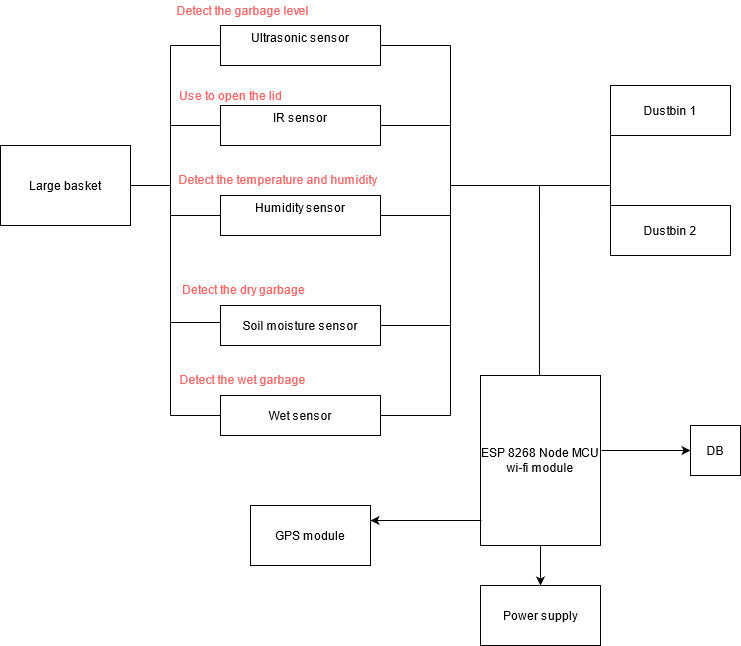 Detect the garbage level
Ultrasonic sensor
Use to open the lid
IR sensor
Dustbin 1
Large basket
Detect the temperature and humidity
Humidity sensor
Dustbin 2
Detect the dry garbage
Soil moisture sensor
Detect the wet garbage
Wet sensor
ESP 8268 Node MCU
wi-fi module
DB
GPS module
Power supply